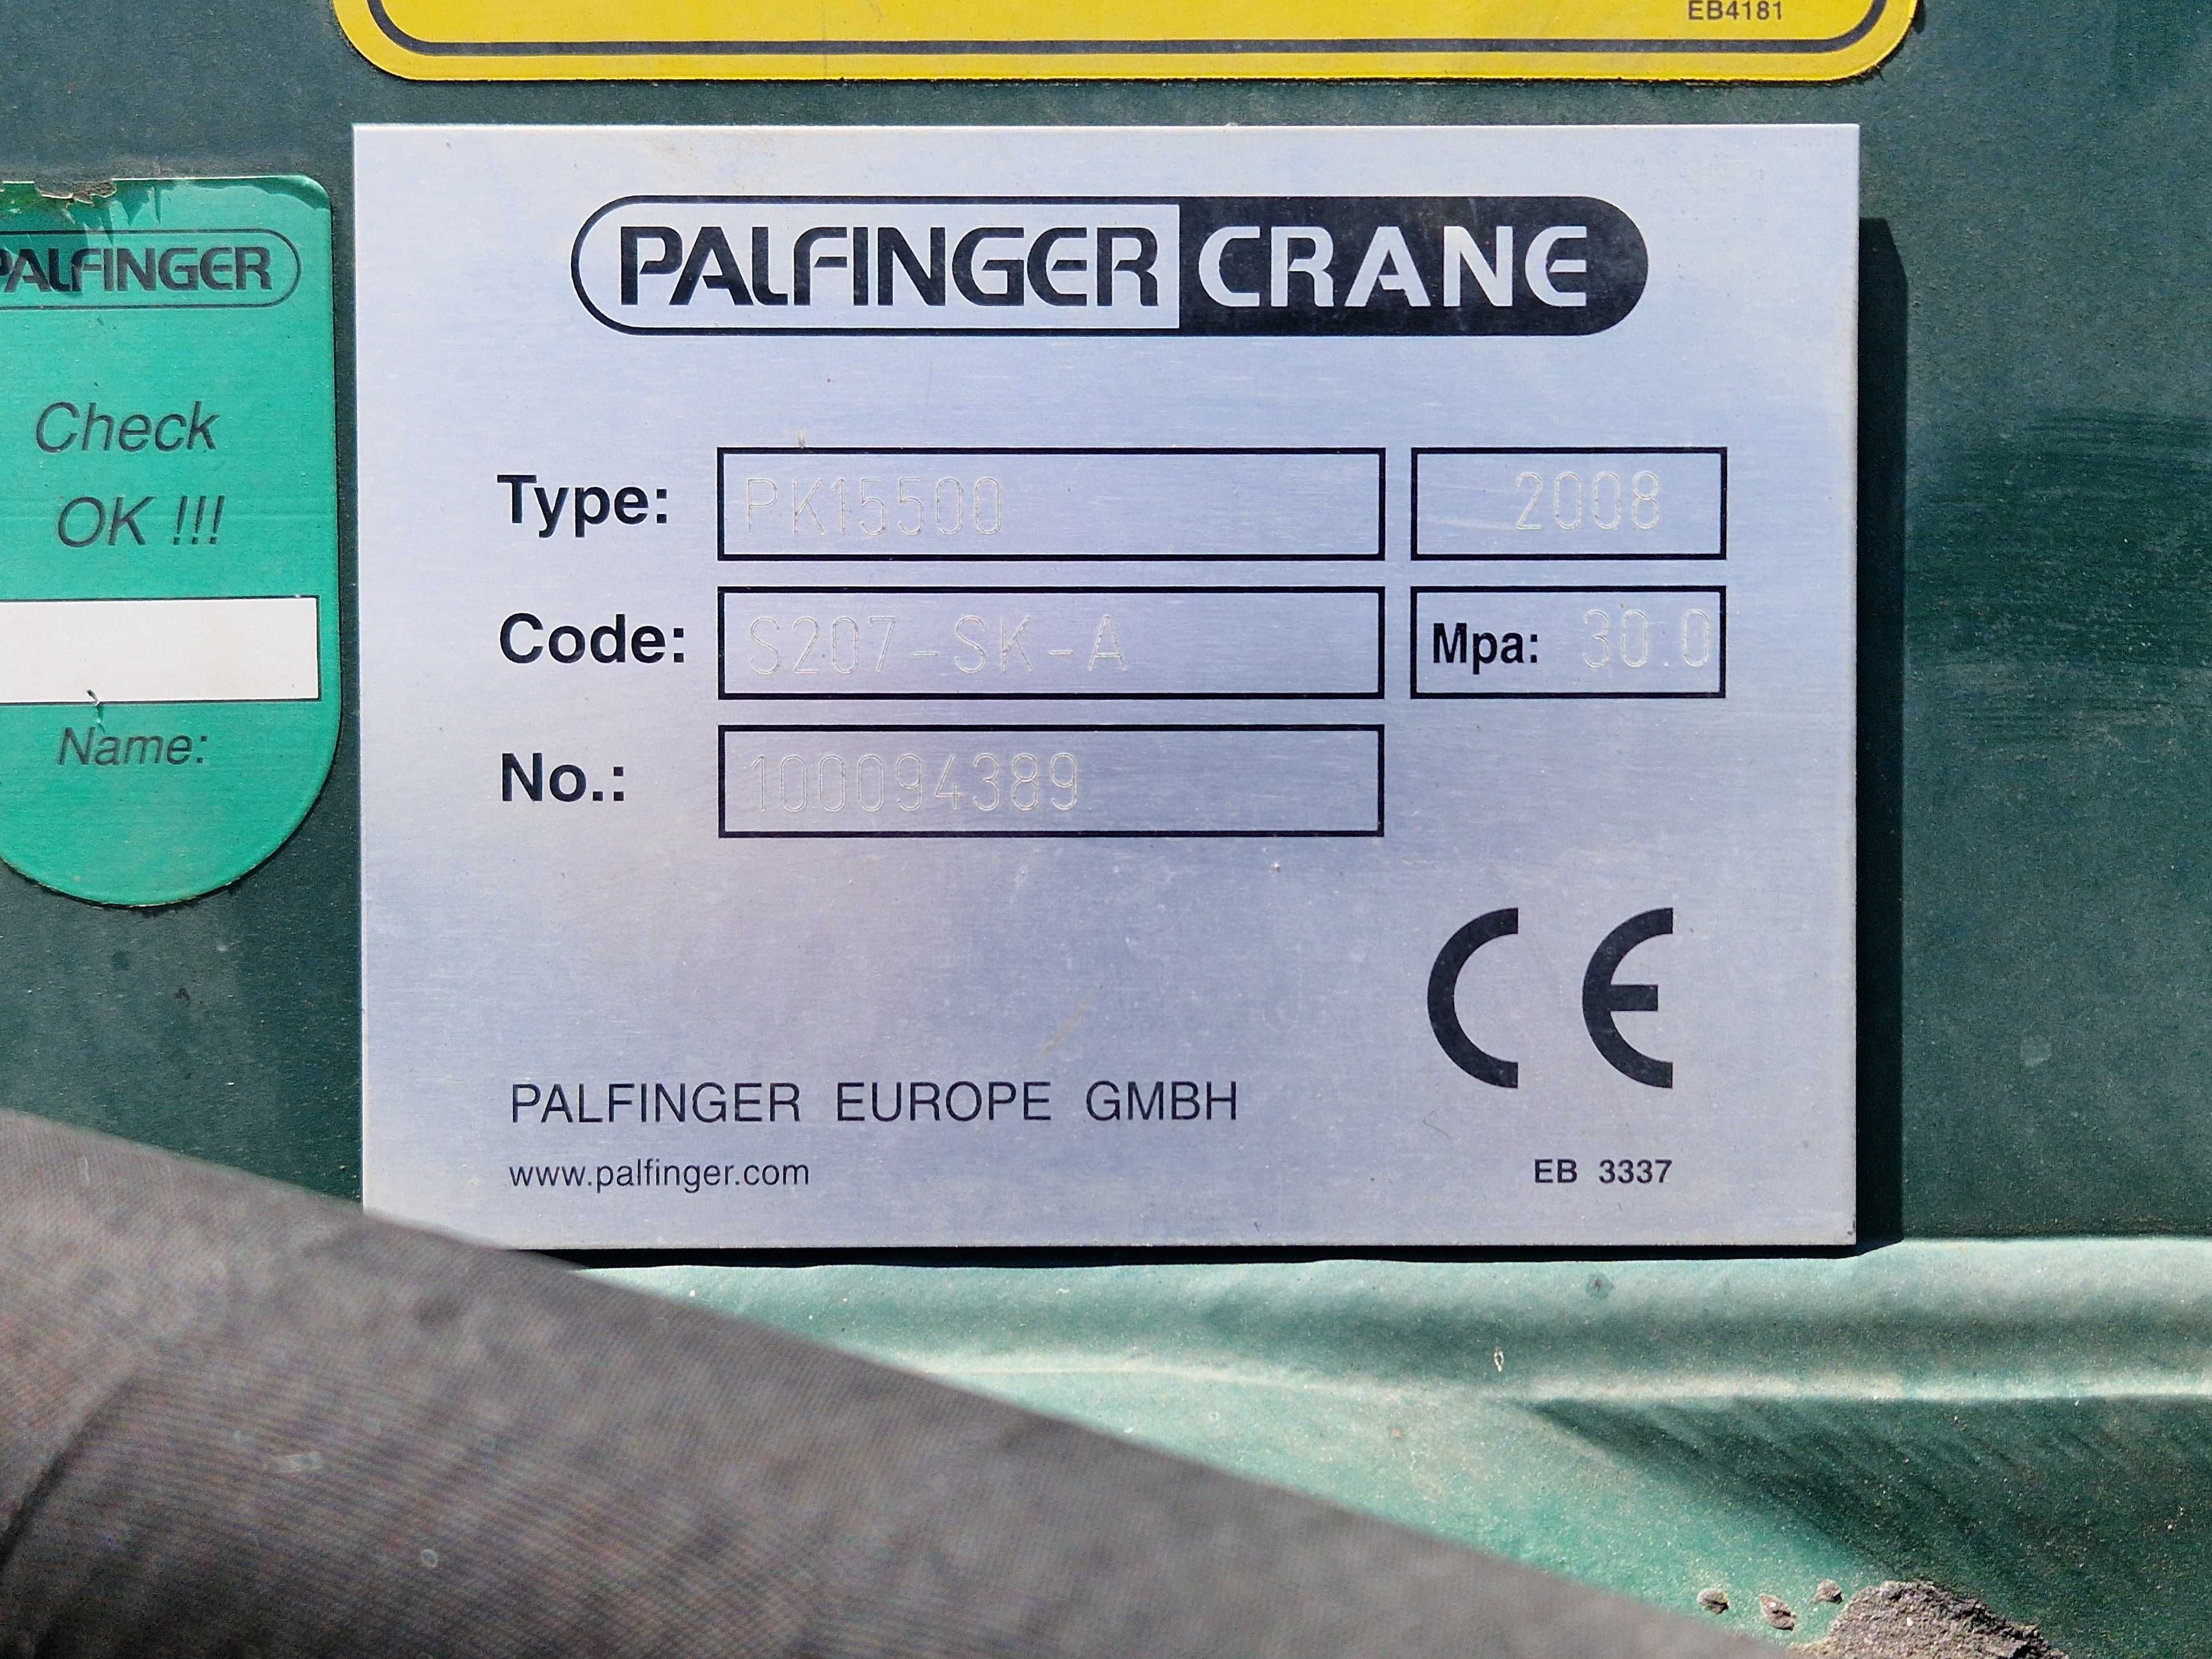 EB4181
PALFINGER CRANE
PALFINGER
Check
OK !!!
Name:
Type: PK15500 2008
Code: S207-SK-A Mpa: 30.0
No.: 100094389
CE
PALFINGER EUROPE GMBH
www.palfinger.com EB 3337